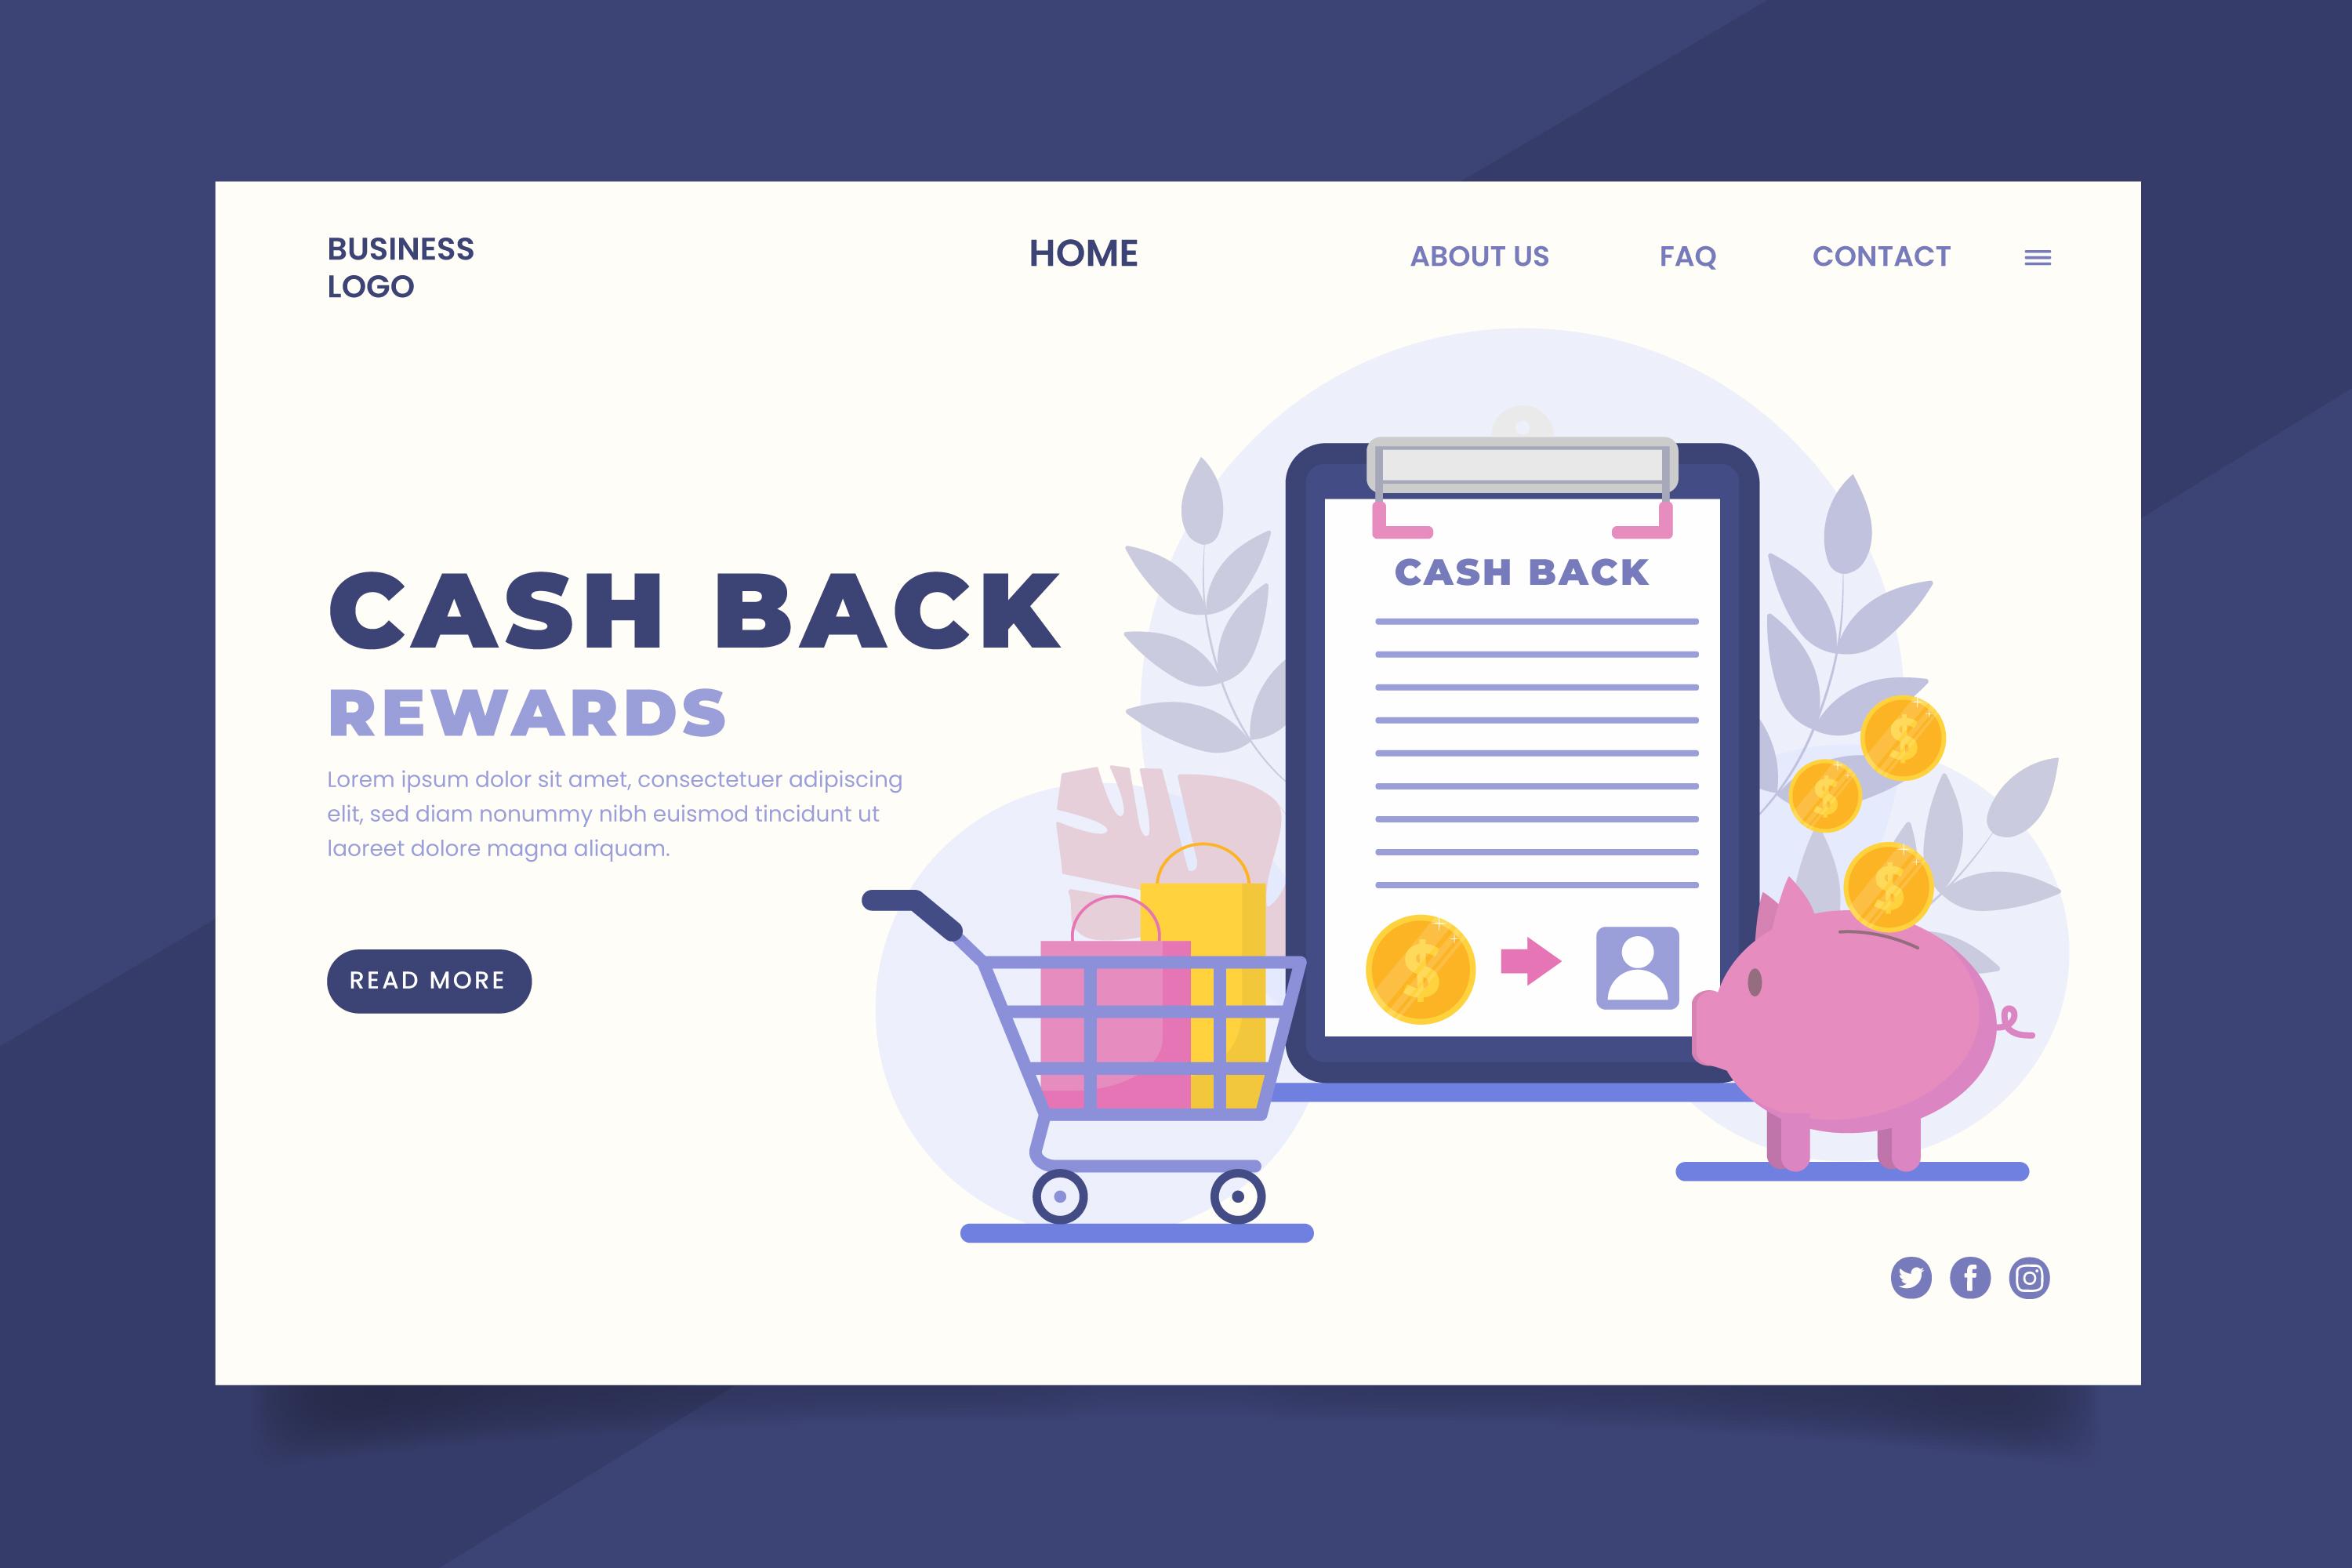 BUSINESS
LOGO
HOME
ABOUT US
FAQ
CONTACT
CASH BACK
REWARDS
Lorem ipsum dolor sit amet, consectetuer adipiscing
elit, sed diam nonummy nibh euismod tincidunt ut
laoreet dolore magna aliquam.
READ MORE
CASH BACK
$
$
$
$